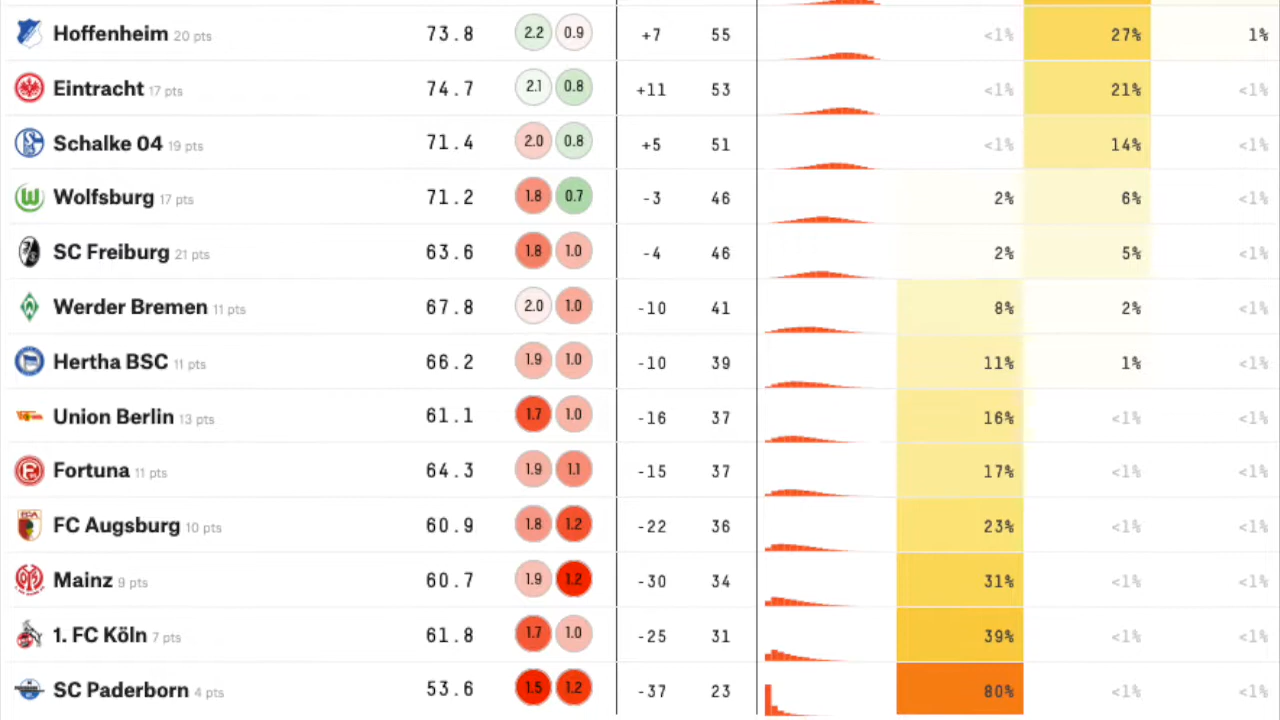 Hoffenheim 20 pts 73.8 2.2 0.9 +7 55 <1% 27% 1%
Eintracht 17 pts 74.7 2.1 0.8 +11 53 <1% 21% <1%
Schalke 04 19 pts 71.4 2.0 0.8 +5 51 <1% 14% <1%
Wolfsburg 17 pts 71.2 1.8 0.7 -3 46 2% 6% <1%
SC Freiburg 21 pts 63.6 1.8 1.0 -4 46 2% 5% <1%
Werder Bremen 11 pts 67.8 2.0 1.0 -10 41 8% 2% <1%
Hertha BSC 11 pts 66.2 1.9 1.0 -10 39 11% 1% <1%
Union Berlin 13 pts 61.1 1.7 1.0 -16 37 16% <1% <1%
Fortuna 11 pts 64.3 1.9 1.1 -15 37 17% <1% <1%
FC Augsburg 10 pts 60.9 1.8 1.2 -22 36 23% <1% <1%
Mainz 9 pts 60.7 1.9 1.2 -30 34 31% <1% <1%
1. FC Köln 7 pts 61.8 1.7 1.0 -25 31 39% <1% <1%
SC Paderborn 4 pts 53.6 1.5 1.2 -37 23 80% <1% <1%